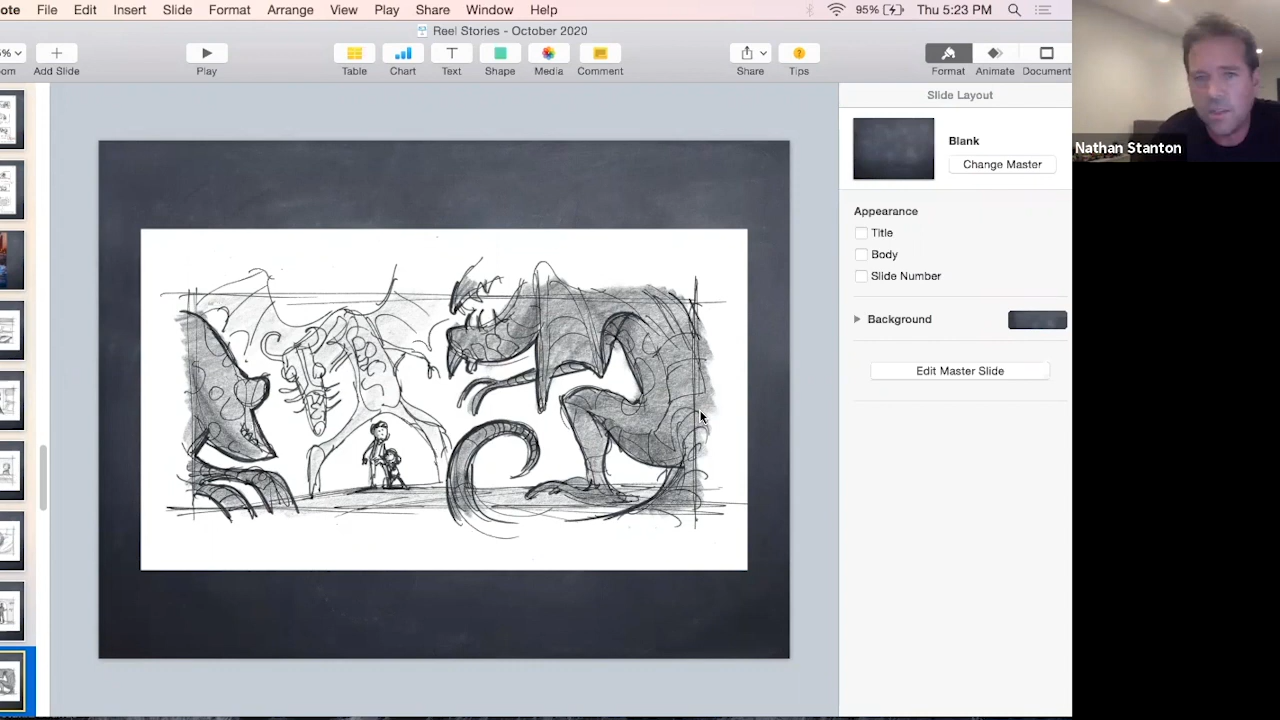 ote File Edit Insert Slide Format Arrange View Play Share Window Help 95% Thu 5:23 PM
Reel Stories - October 2020
% Add Slide Play Table Chart Text Shape Media Comment Share Tips Format Animate Document
oom
Slide Layout
Blank
Change Master
Appearance
Title
Body
Slide Number
Background
Edit Master Slide
Nathan Stanton